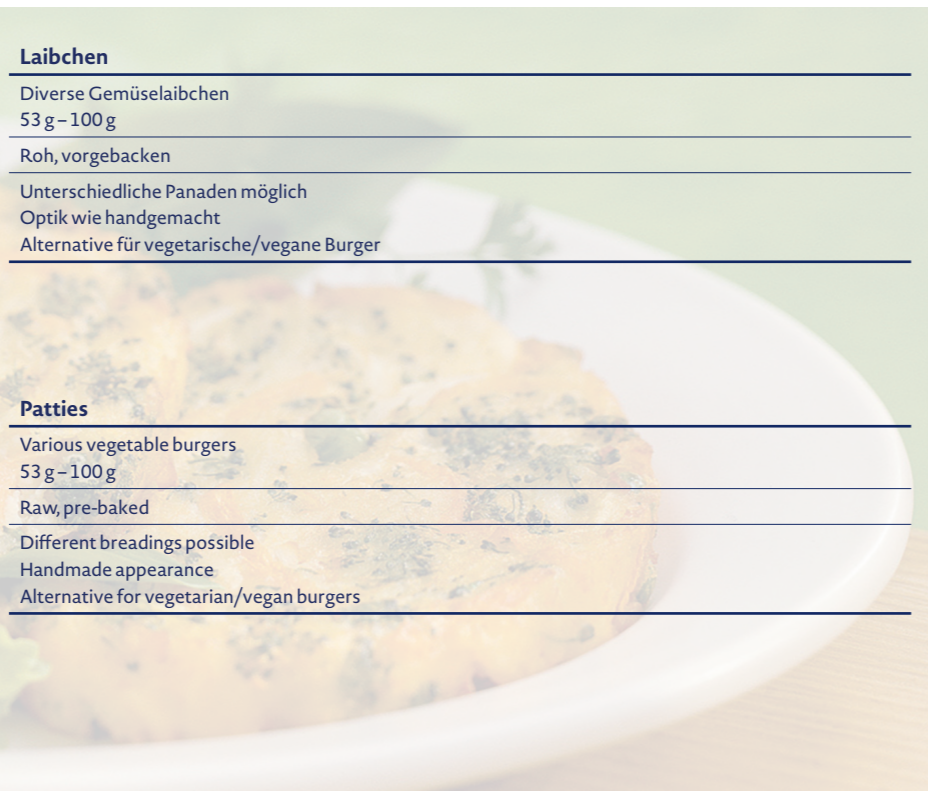 Laibchen
Diverse Gemüselaibchen
53 g – 100 g
Roh, vorgebacken
Unterschiedliche Panaden möglich
Optik wie handgemacht
Alternative für vegetarische/vegane Burger
Patties
Various vegetable burgers
53 g – 100 g
Raw, pre-baked
Different breadings possible
Handmade appearance
Alternative for vegetarian/vegan burgers